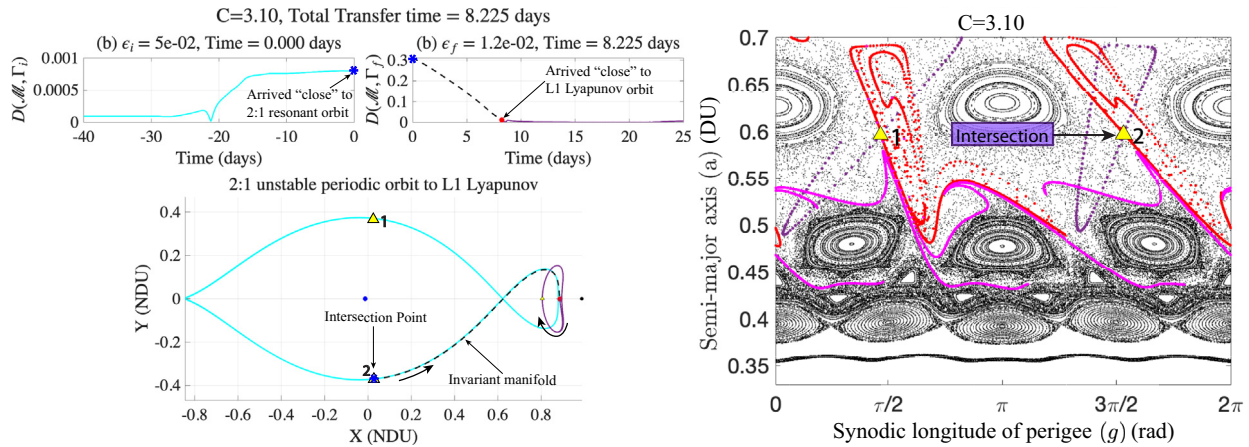 C=3.10, Total Transfer time = 8.225 days
(b) ϵᵢ = 5e-02, Time = 0.000 days
D(ℳ, Γᵢ)
0.001
0.0005
0
Arrived “close” to
2:1 resonant orbit
-40 -30 -20 -10 0
Time (days)
(b) ϵ_f = 1.2e-02, Time = 8.225 days
D(ℳ, Γ_f)
0.3
0.2
0.1
0
Arrived “close” to
L1 Lyapunov orbit
0 5 10 15 20 25
Time (days)
2:1 unstable periodic orbit to L1 Lyapunov
Y (NDU)
0.4
0.2
0
-0.2
-0.4
1
Intersection Point
2
Invariant manifold
-0.8 -0.6 -0.4 -0.2 0 0.2 0.4 0.6 0.8
X (NDU)
C=3.10
Semi-major axis (a) (DU)
0.7
0.65
0.6
0.55
0.5
0.45
0.4
0.35
1
Intersection
2
0 τ/2 π 3π/2 2π
Synodic longitude of perigee (g) (rad)